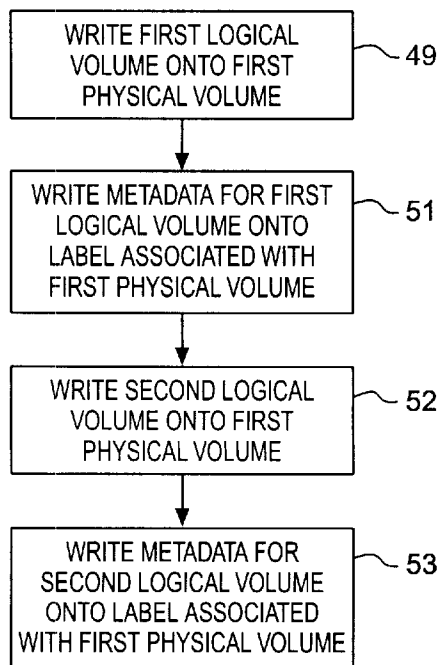 WRITE FIRST LOGICAL
VOLUME ONTO FIRST
PHYSICAL VOLUME
49
WRITE METADATA FOR FIRST
LOGICAL VOLUME ONTO
LABEL ASSOCIATED WITH
FIRST PHYSICAL VOLUME
51
WRITE SECOND LOGICAL
VOLUME ONTO FIRST
PHYSICAL VOLUME
52
WRITE METADATA FOR
SECOND LOGICAL VOLUME
ONTO LABEL ASSOCIATED
WITH FIRST PHYSICAL VOLUME
53